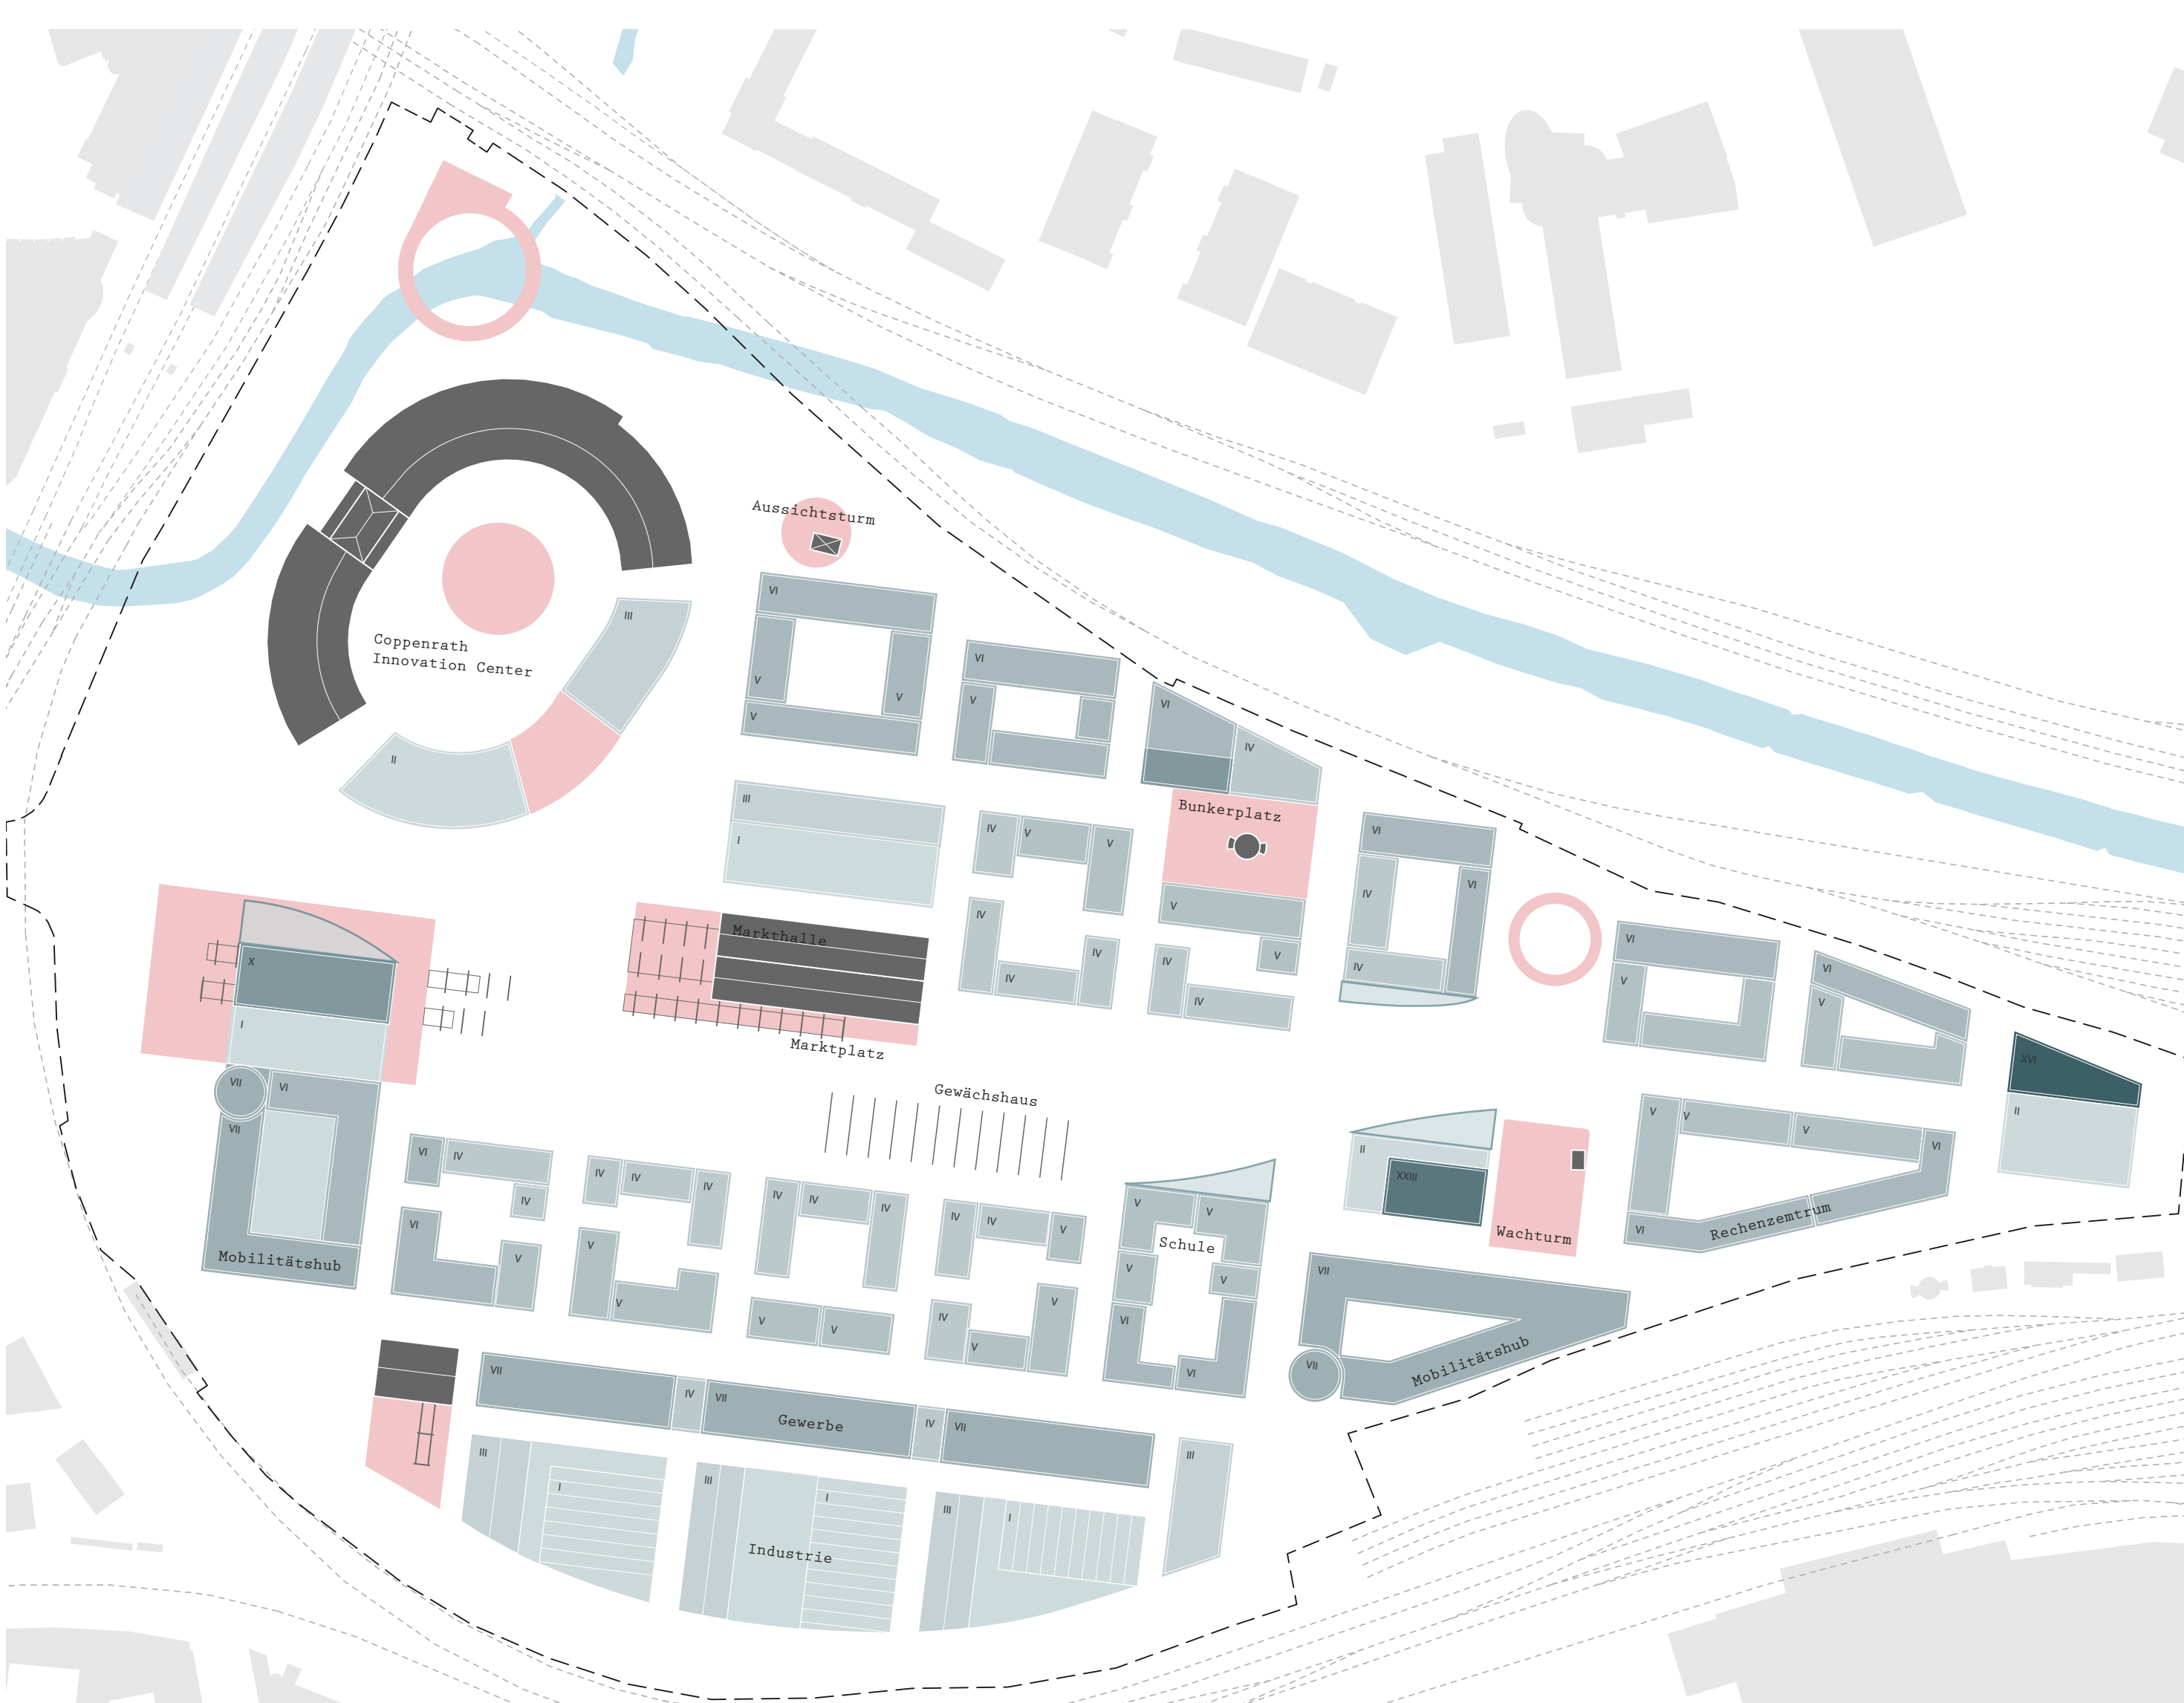 Aussichtsturm
VI
V
V
V
III
Coppenrath
Innovation Center
II
VI
V
VI
IV
Bunkerplatz
III
I
IV
V
V
VI
IV
VI
IV
V
V
IV
IV
IV
IV
IV
Markthalle
Marktplatz
X
I
VI
V
VI
V
XVI
II
VII
VI
VII
Mobilitätshub
Gewächshaus
VI
IV
IV
VI
V
IV
IV
IV
V
V
IV
IV
IV
V
V
IV
IV
V
IV
V
V
V
V
Schule
V
V
VI
VI
II
XXIII
Wachturm
V
V
V
VI
VI
Rechenzemtrum
VII
VII
Mobilitätshub
VII
IV
VII
Gewerbe
IV
VII
III
III
I
III
I
Industrie
III
I